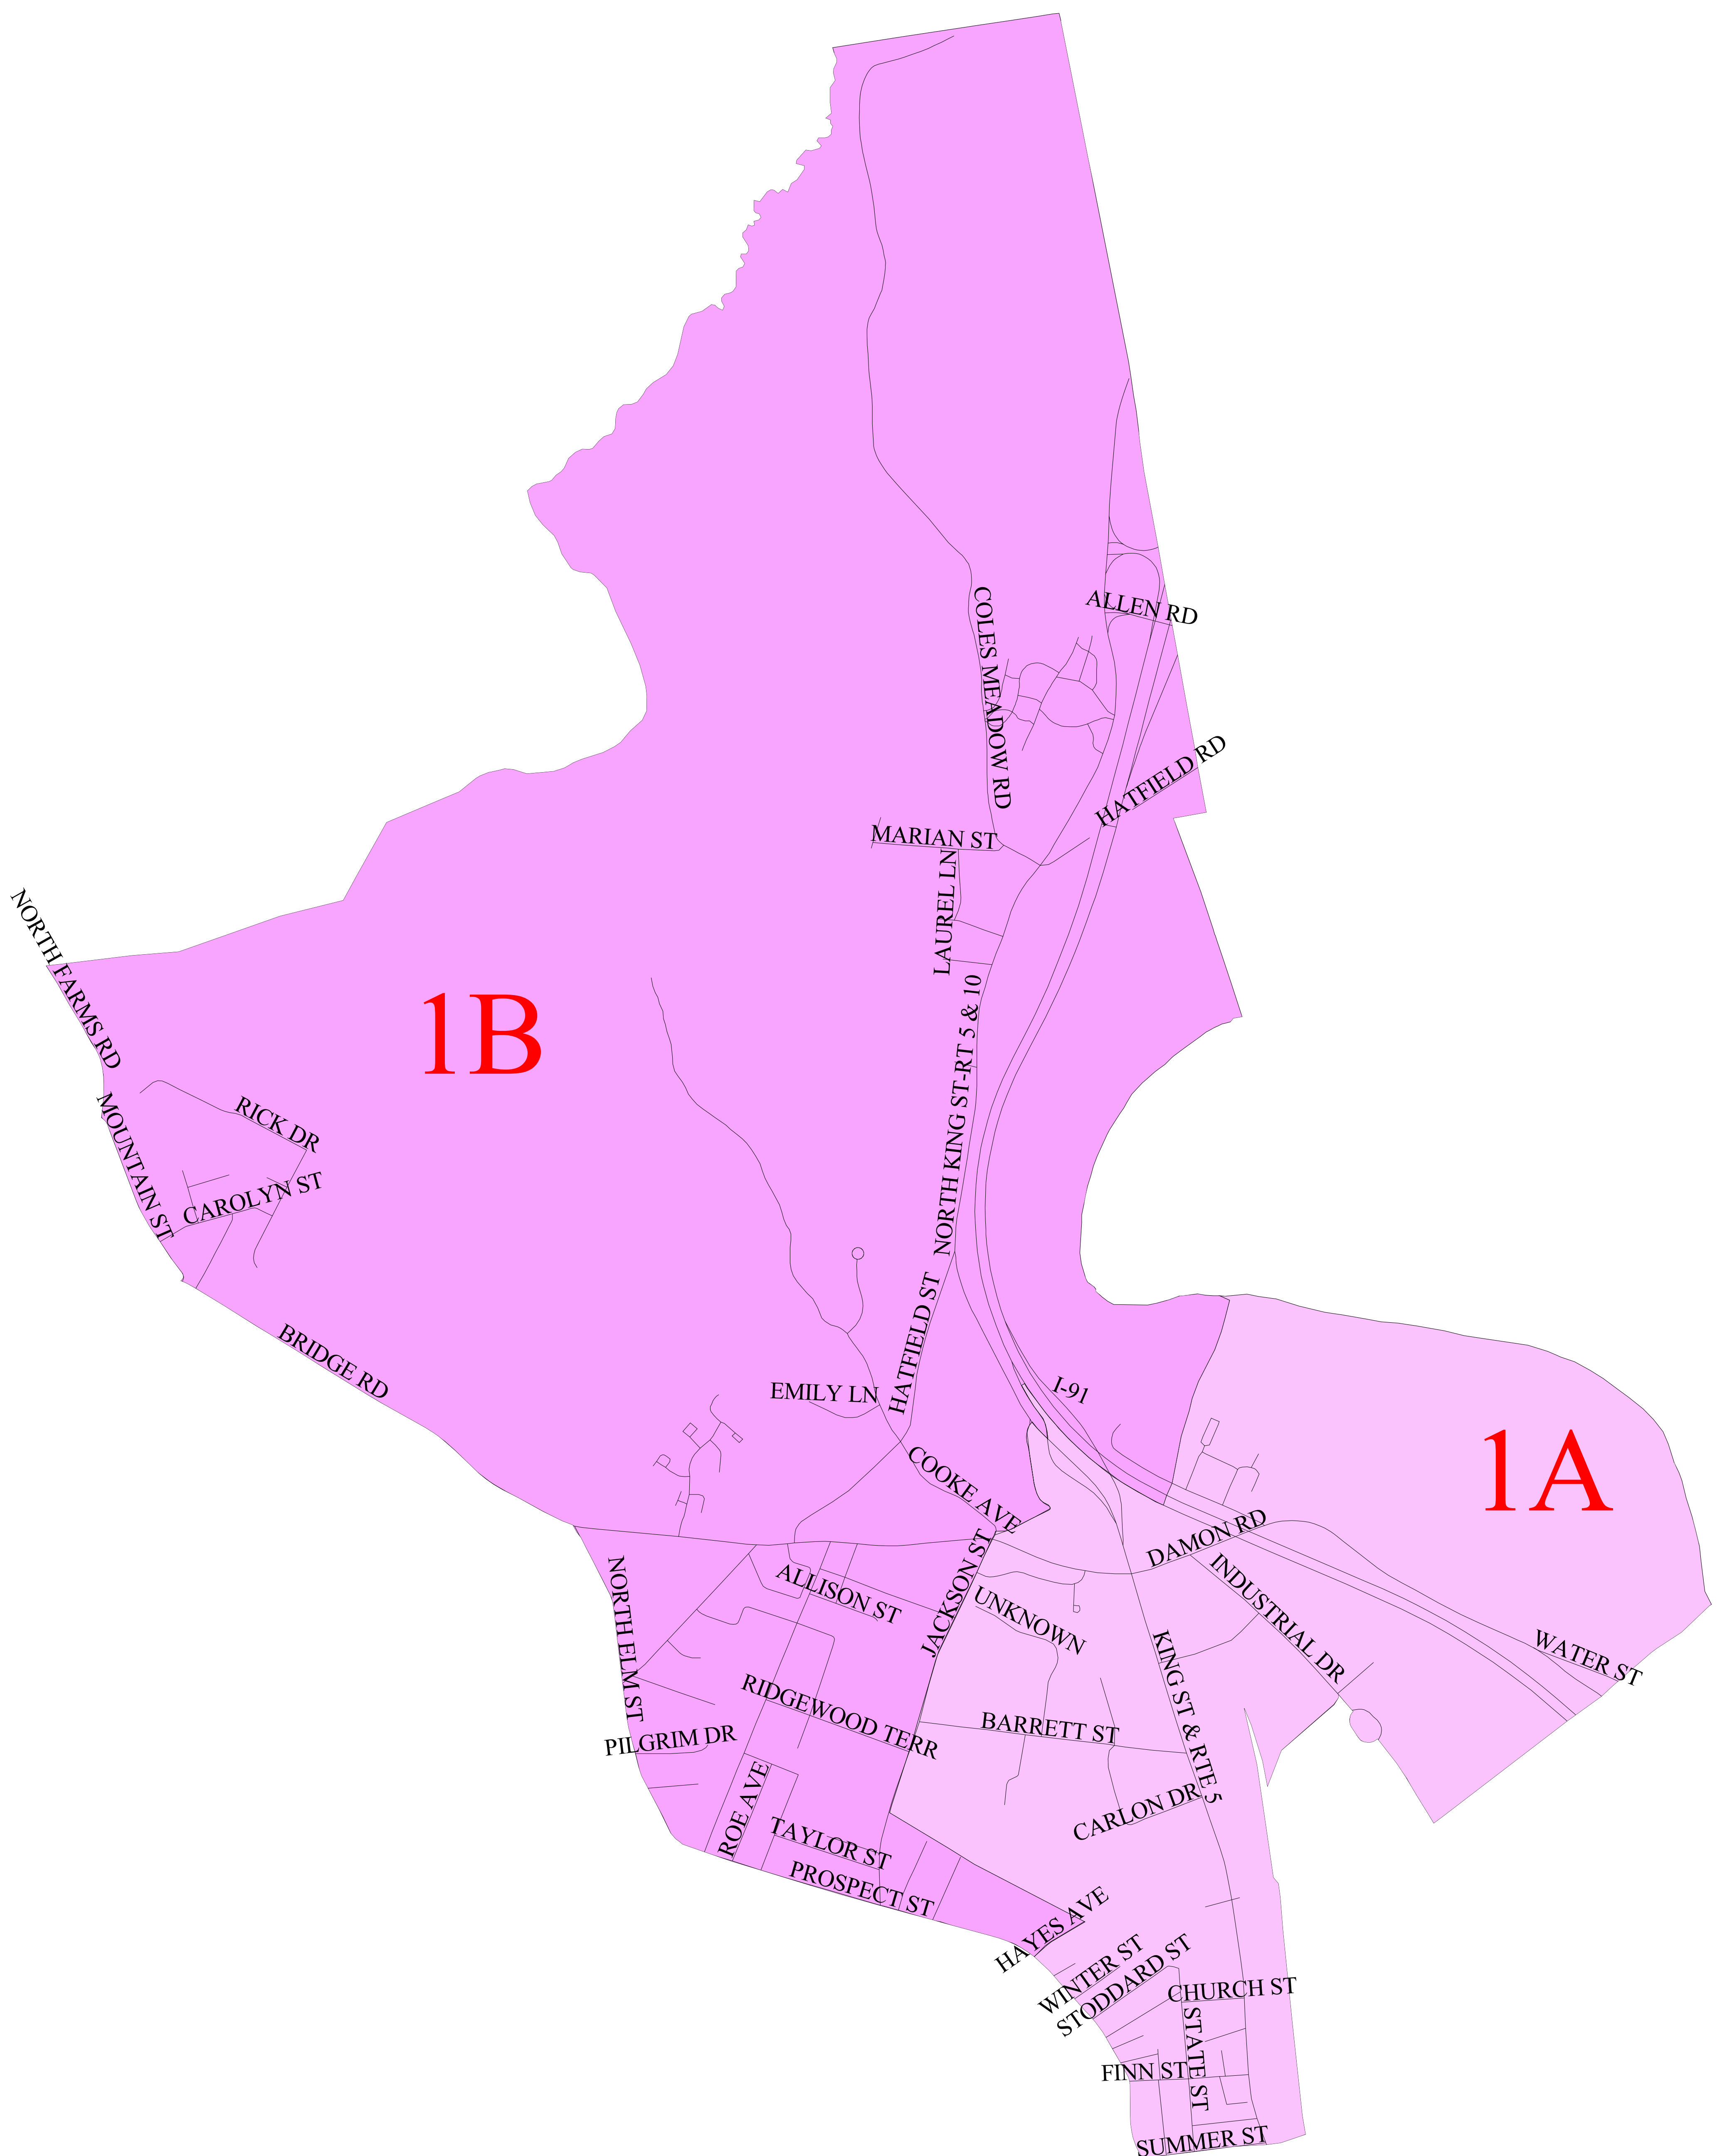 ALLEN RD
COLES MEADOW RD
HATFIELD RD
MARIAN ST
LAUREL LN
NORTH FARMS RD
1B
NORTH KING ST-RT 5 & 10
MOUNTAIN ST
RICK DR
CAROLYN ST
HATFIELD ST
BRIDGE RD
EMILY LN
I-91
1A
COOKE AVE
DAMON RD
JACKSON ST
NORTH ELM ST
ALLISON ST
UNKNOWN
INDUSTRIAL DR
KING ST & RTE 5
WATER ST
RIDGEWOOD TERR
PILGRIM DR
BARRETT ST
ROE AVE
CARLON DR
TAYLOR ST
PROSPECT ST
HAYES AVE
WINTER ST
STODDARD ST
CHURCH ST
STATE ST
FINN ST
SUMMER ST